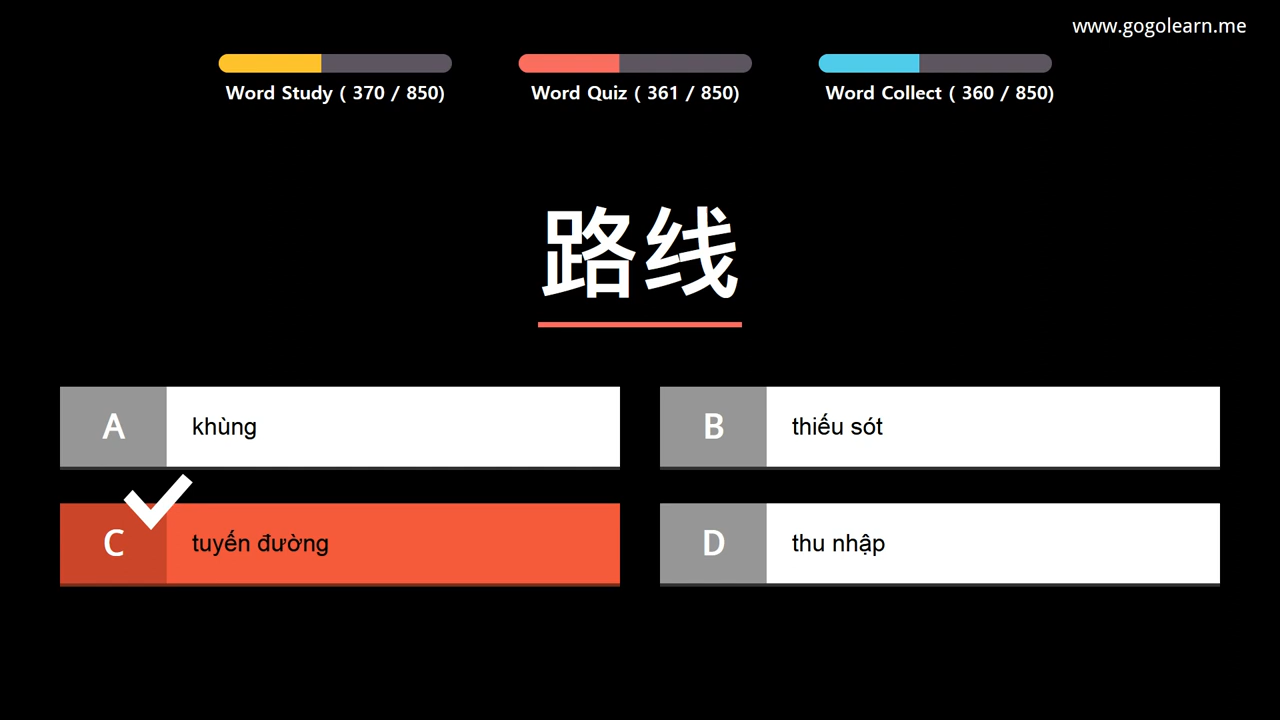 www.gogolearn.me
Word Study ( 370 / 850)
Word Quiz ( 361 / 850)
Word Collect ( 360 / 850)
路线
A
khùng
B
thiếu sót
C
tuyến đường
D
thu nhập